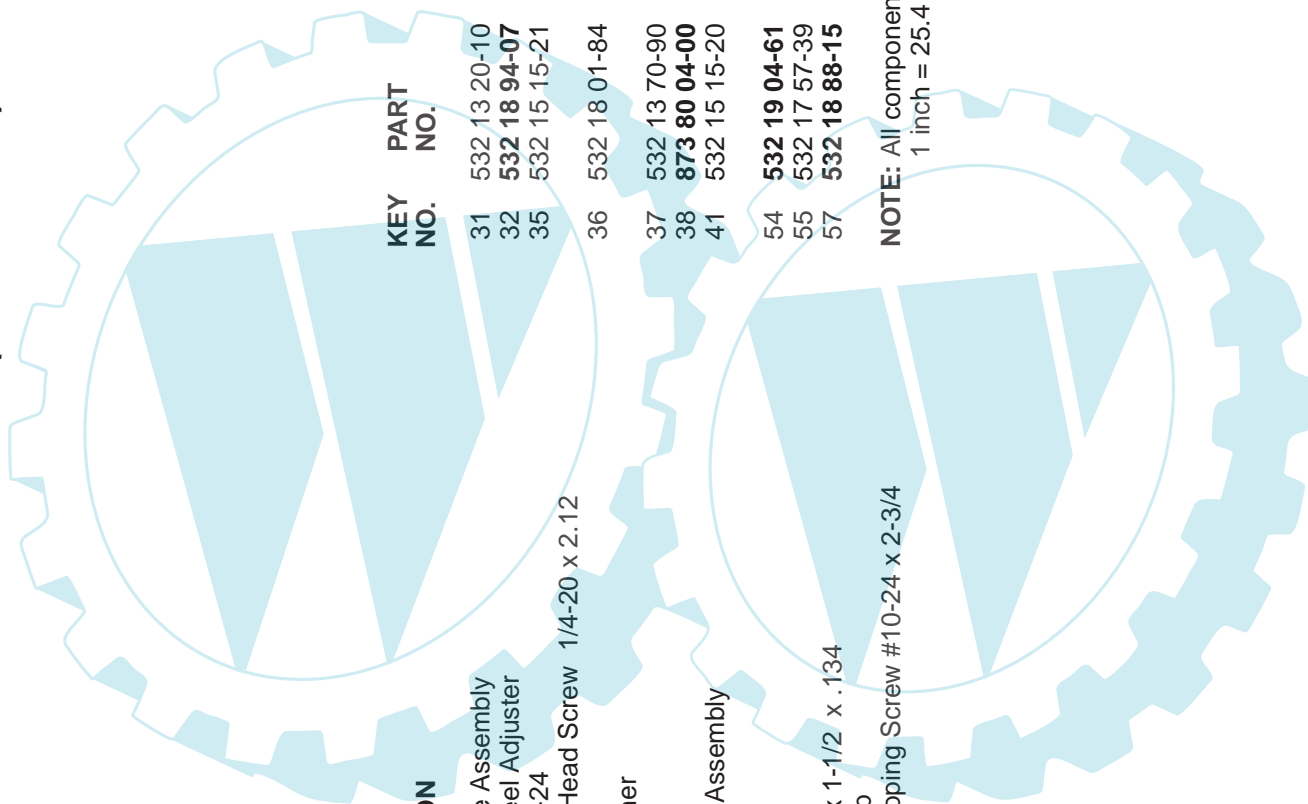 ON
Assembly
Adjuster
-24
Head Screw 1/4-20 x 2.12
Assembly
x 1-1/2 x .134
Screw #10-24 x 2-3/4
KEY PART
NO. NO.
31 532 13 20-10
32 532 18 94-07
35 532 15 15-21
36 532 18 01-84
37 532 13 70-90
38 873 80 04-00
41 532 15 15-20
54 532 19 04-61
55 532 17 57-39
57 532 18 88-15
NOTE: All componen
1 inch = 25.4